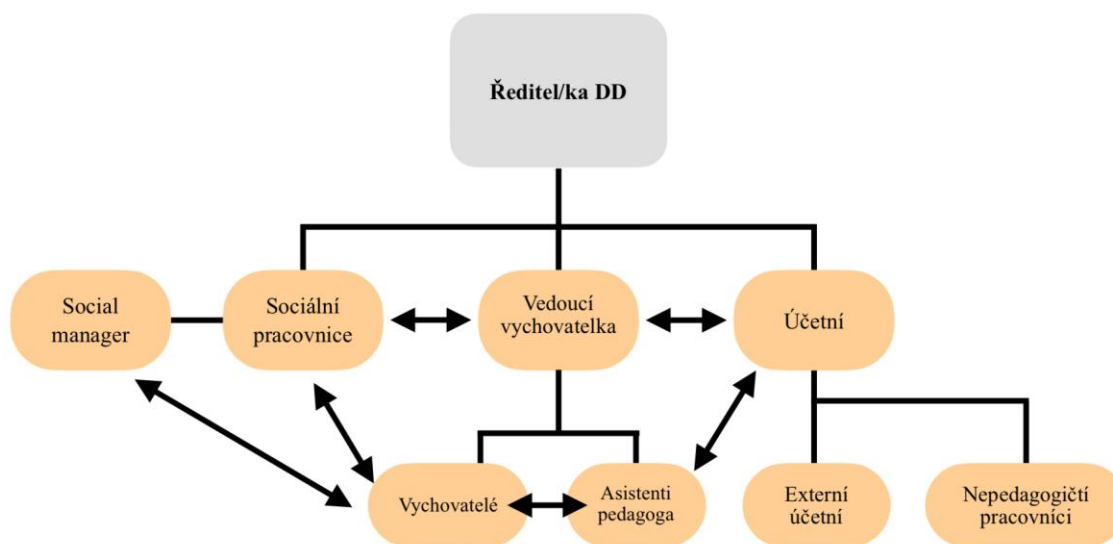 Ředitel/ka DD
Social
manager
Sociální
pracovnice
Vedoucí
vychovatelka
Účetní
Vychovatelé
Asistenti
pedagoga
Externí
účetní
Nepedagogičtí
pracovníci